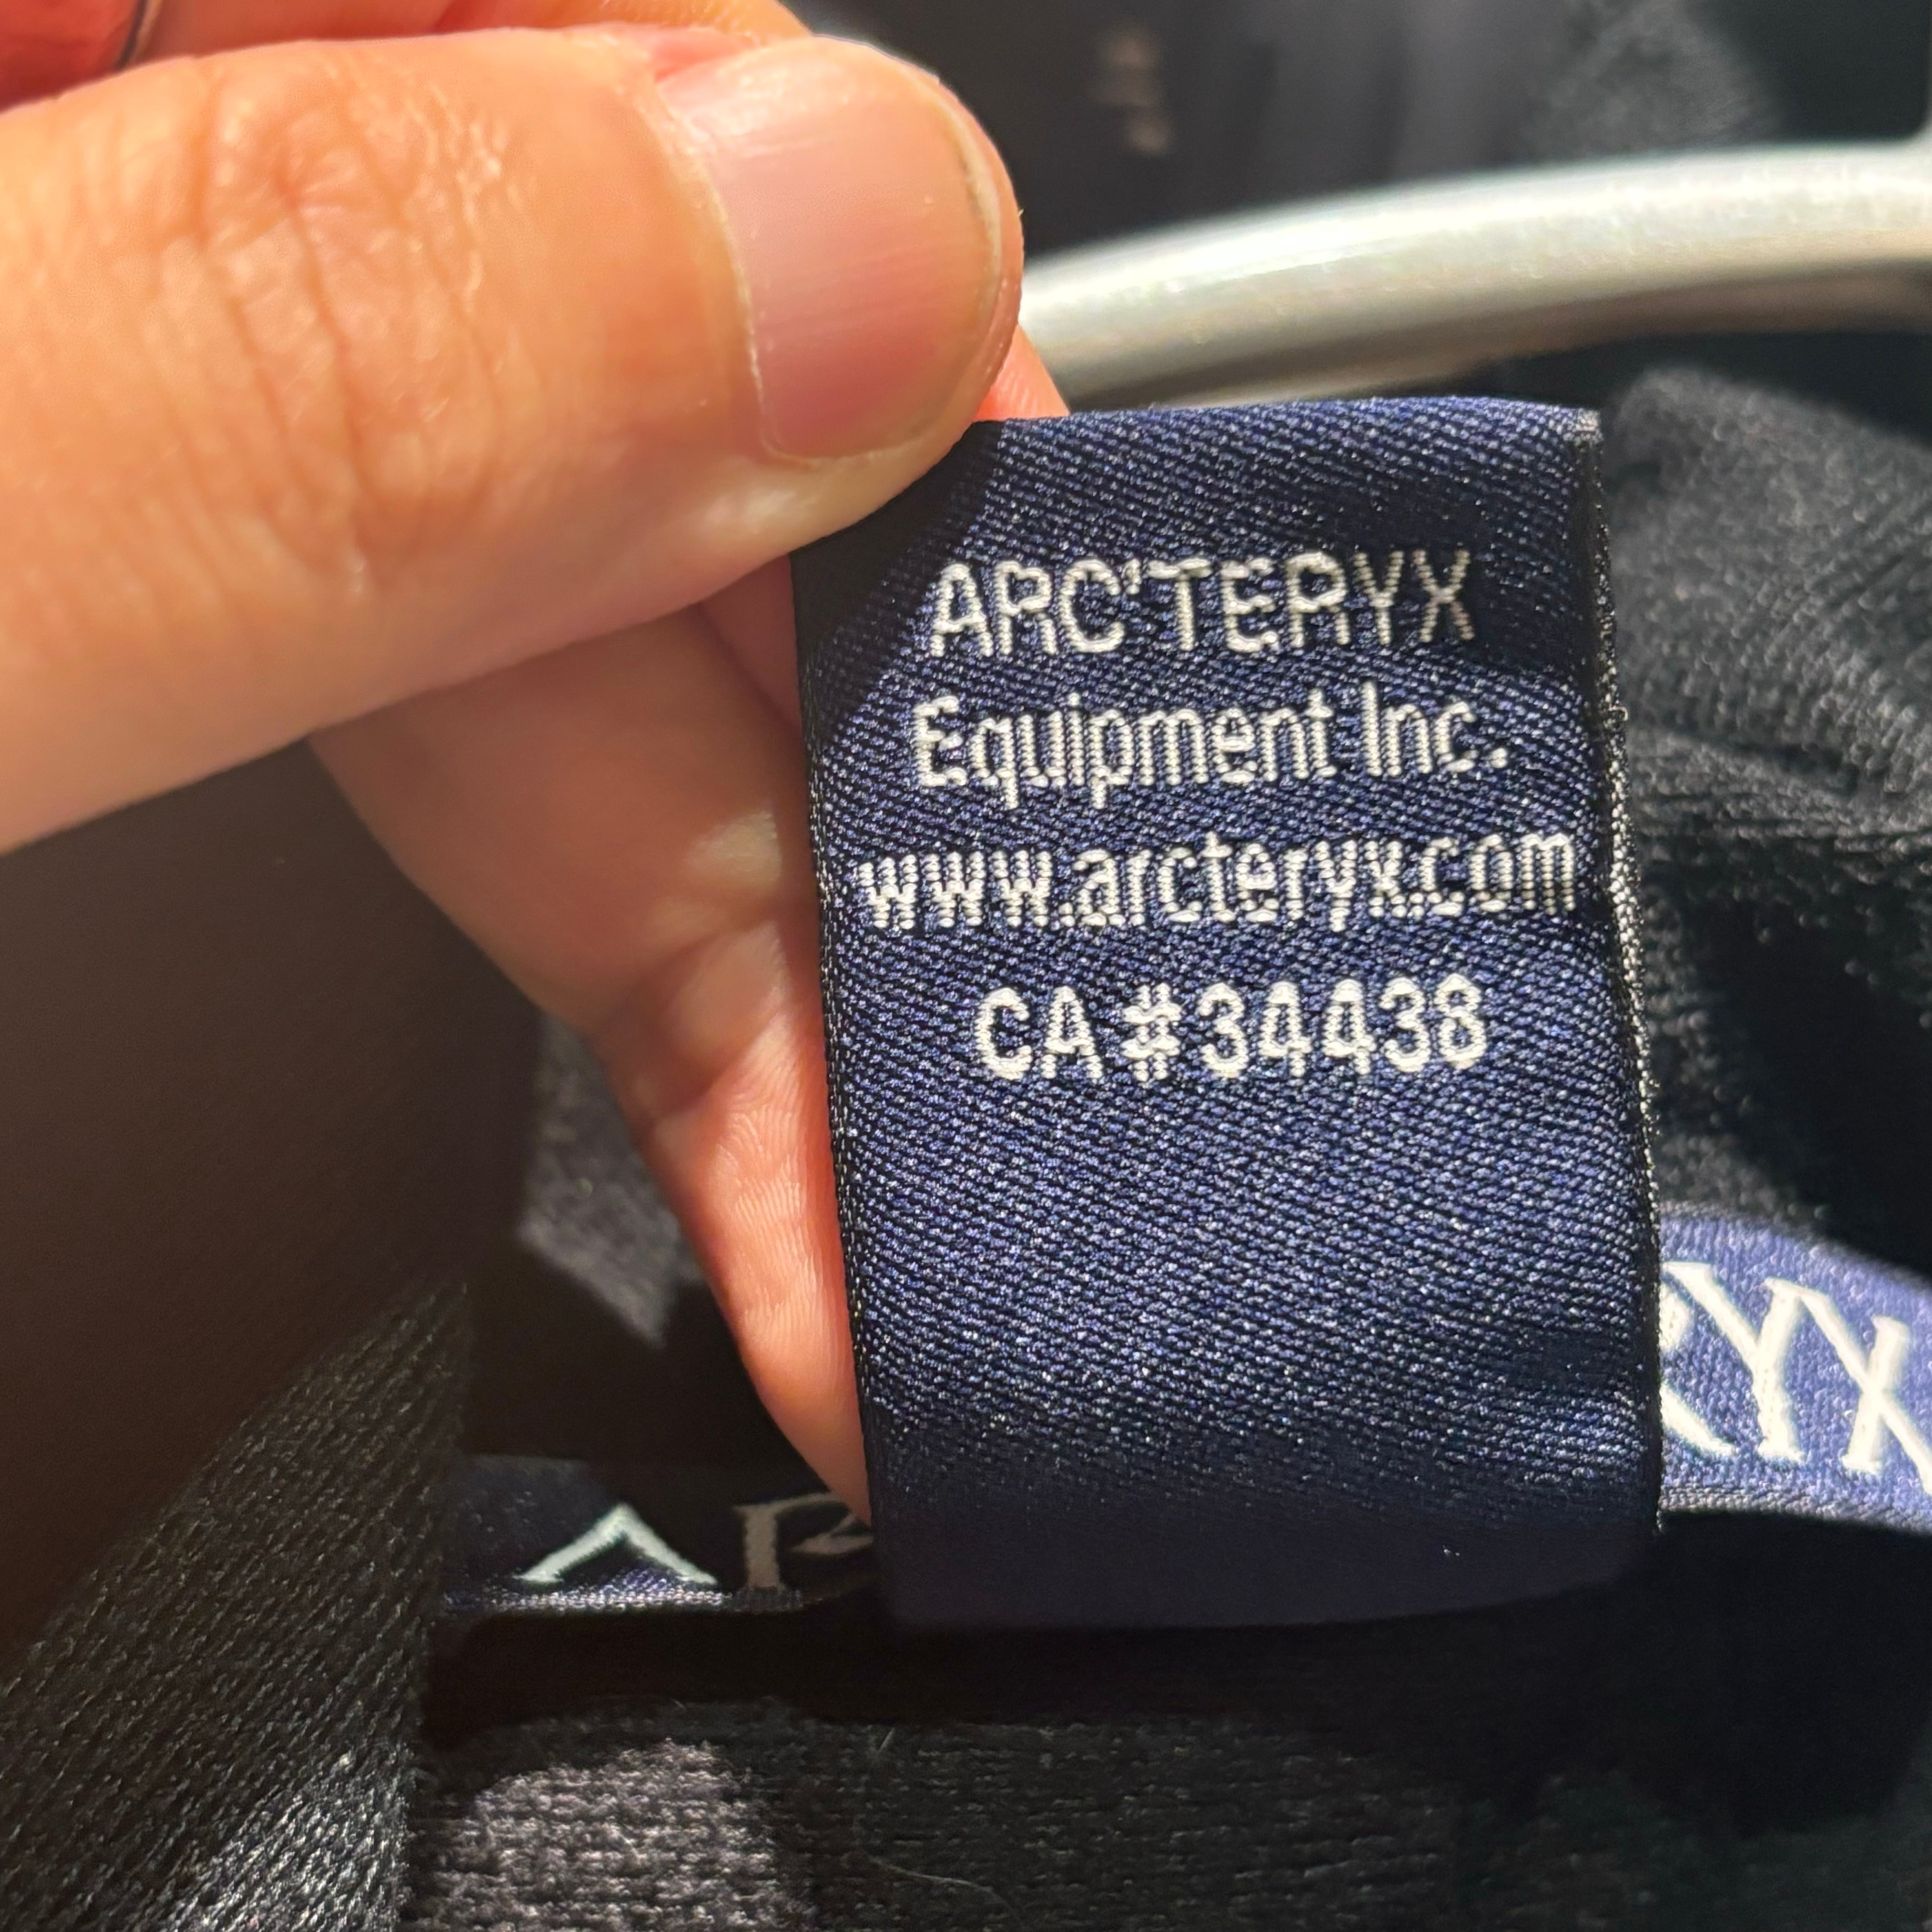 ARC'TERYX
Equipment Inc.
www.arcteryx.com
CA#34438